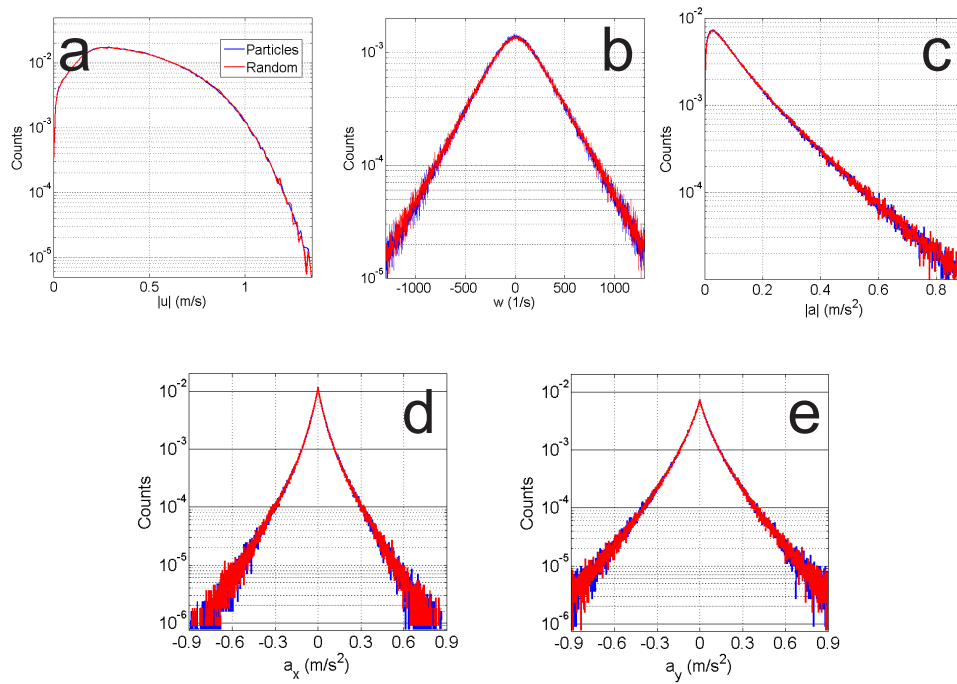 a
Particles
Random
10^-2
10^-3
10^-4
10^-5
Counts
0
0.5
1
|u| (m/s)
b
10^-3
10^-4
10^-5
Counts
-1000
-500
0
500
1000
w (1/s)
c
10^-2
10^-3
10^-4
Counts
0
0.2
0.4
0.6
0.8
|a| (m/s^2)
d
10^-2
10^-3
10^-4
10^-5
10^-6
Counts
-0.9
-0.6
-0.3
0
0.3
0.6
0.9
a_x (m/s^2)
e
10^-2
10^-3
10^-4
10^-5
10^-6
Counts
-0.9
-0.6
-0.3
0
0.3
0.6
0.9
a_y (m/s^2)